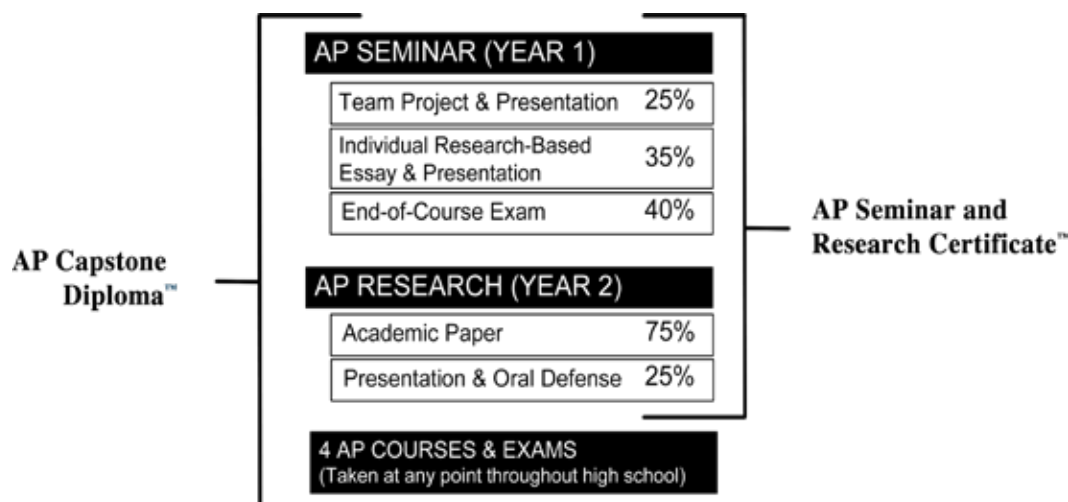 AP SEMINAR (YEAR 1)
Team Project & Presentation 25%
Individual Research-Based
Essay & Presentation 35%
End-of-Course Exam 40%
AP Seminar and
Research Certificate™
AP Capstone
Diploma™
AP RESEARCH (YEAR 2)
Academic Paper 75%
Presentation & Oral Defense 25%
4 AP COURSES & EXAMS
(Taken at any point throughout high school)